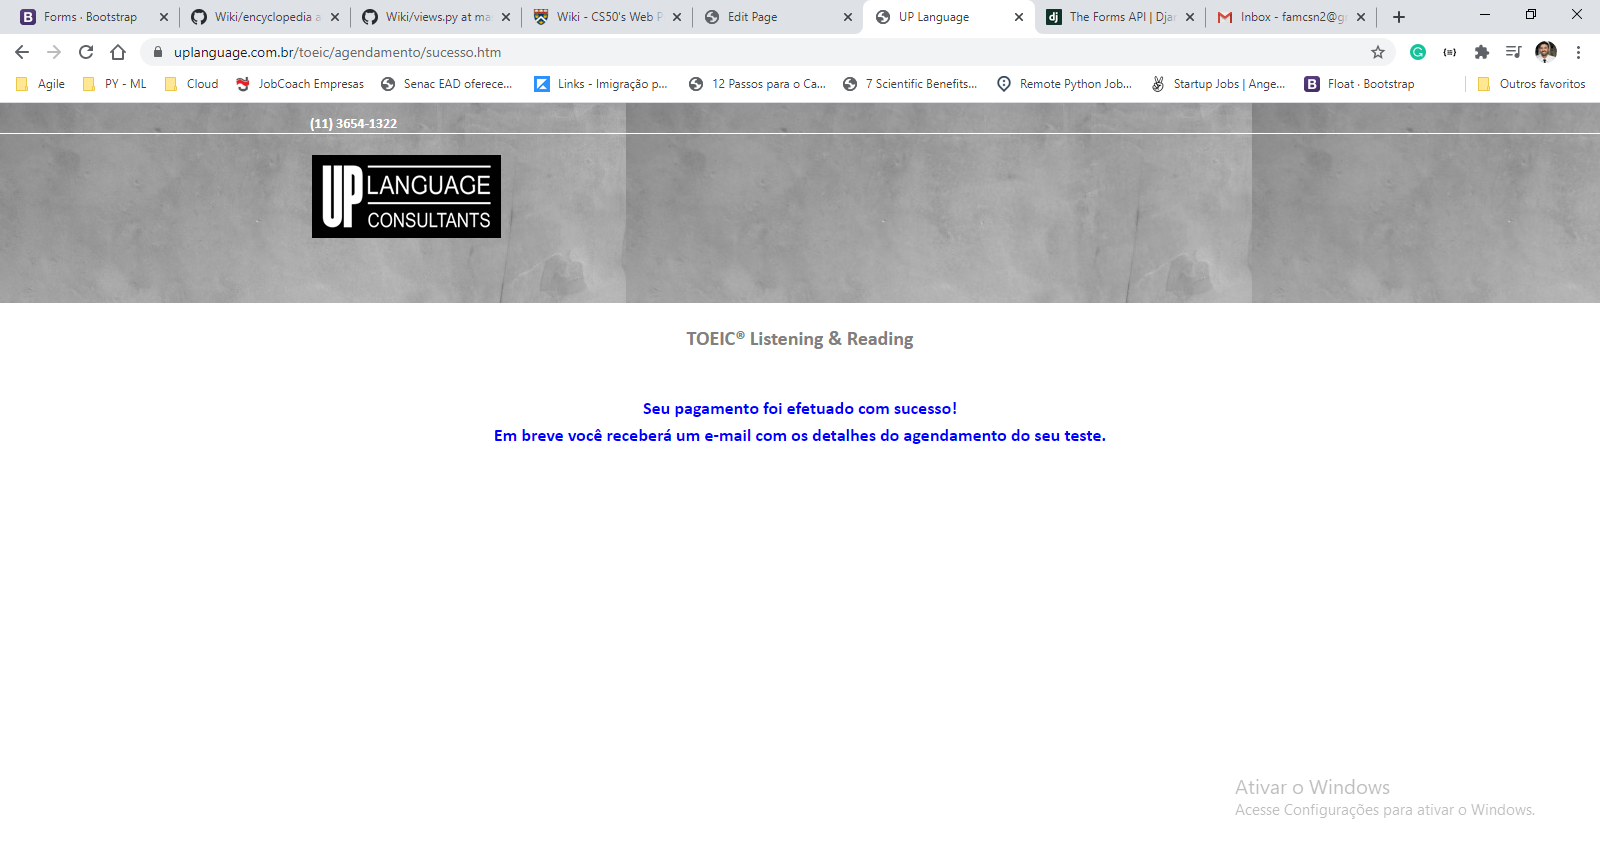 Forms · Bootstrap
Wiki/encyclopedia a
Wiki/views.py at ma
Wiki - CS50's Web P
Edit Page
UP Language
The Forms API | Djan
Inbox - famcsn2@g
uplanguage.com.br/toeic/agendamento/sucesso.htm
Agile
PY - ML
Cloud
JobCoach Empresas
Senac EAD oferece...
Links - Imigração p...
12 Passos para o Ca...
7 Scientific Benefits...
Remote Python Job...
Startup Jobs | Ange...
Float · Bootstrap
Outros favoritos
(11) 3654-1322
UP LANGUAGE
CONSULTANTS
TOEIC® Listening & Reading
Seu pagamento foi efetuado com sucesso!
Em breve você receberá um e-mail com os detalhes do agendamento do seu teste.
Ativar o Windows
Acesse Configurações para ativar o Windows.